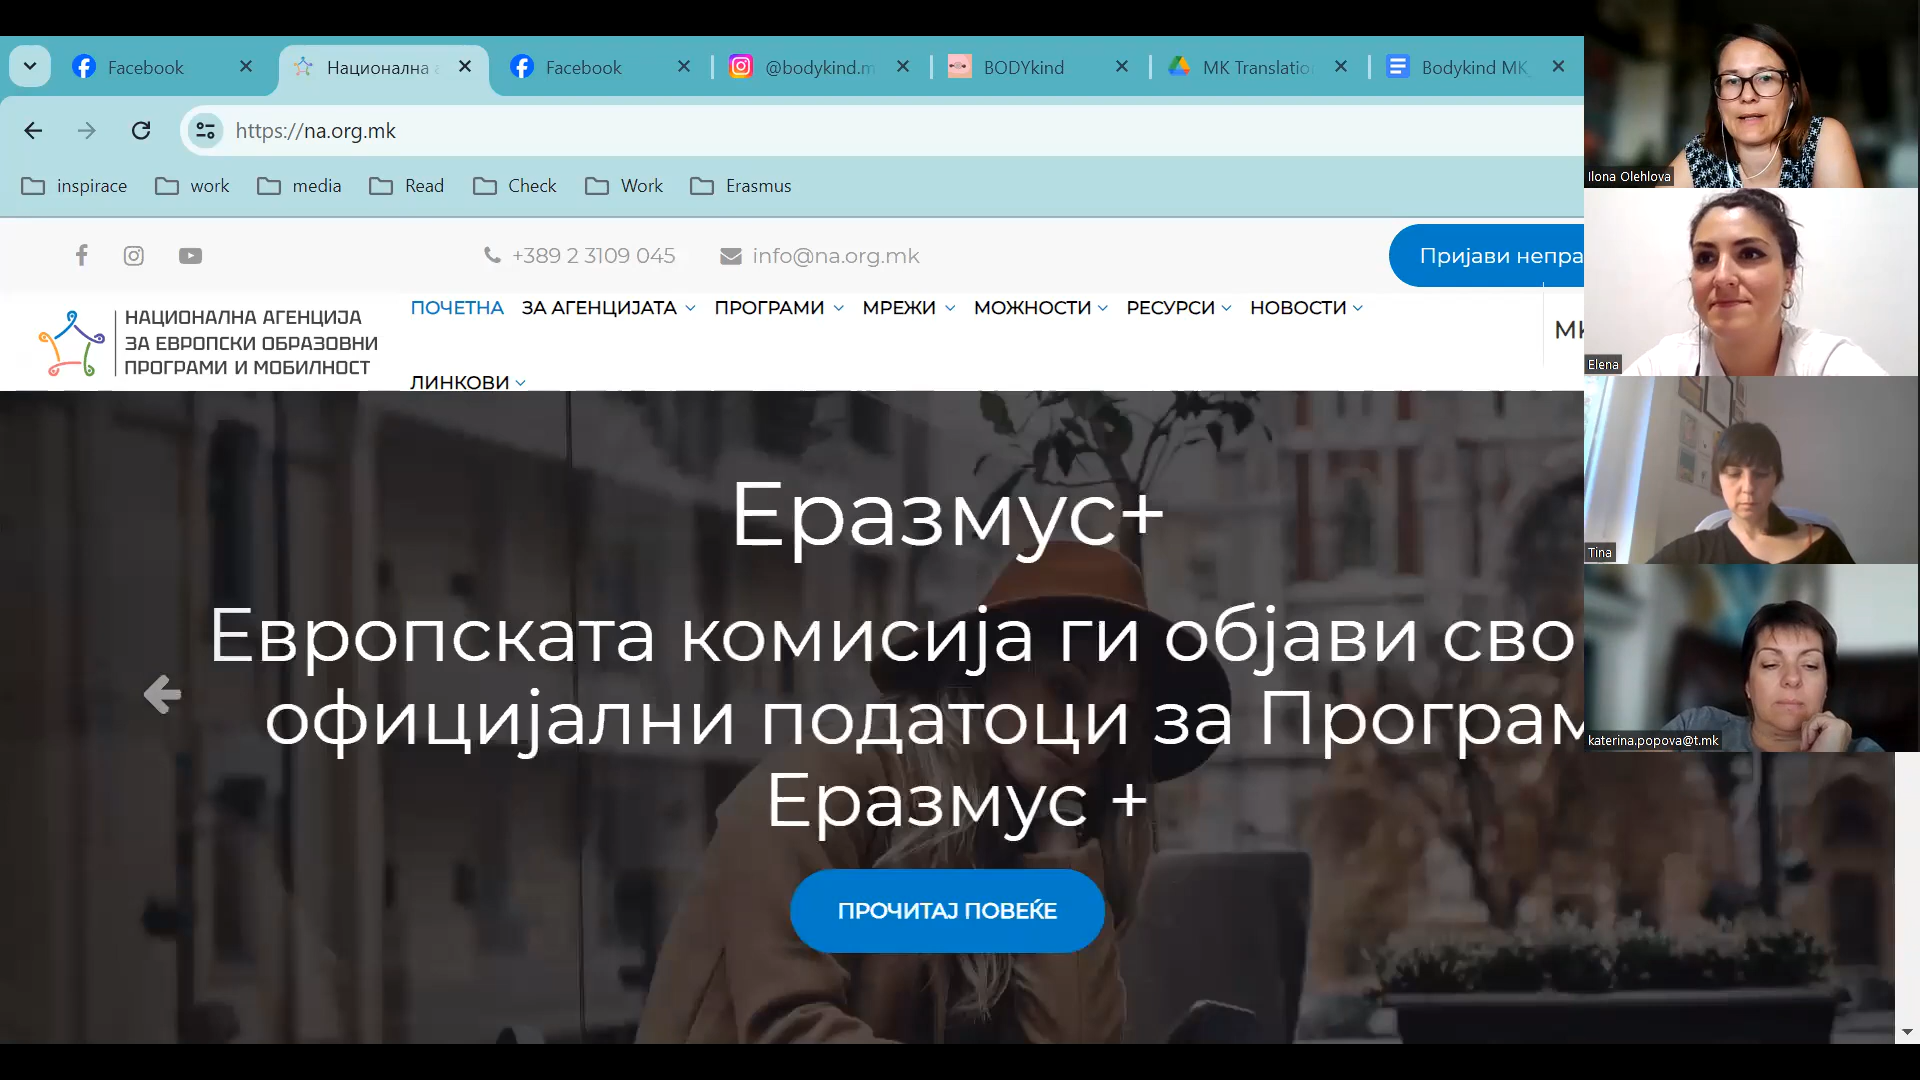 Facebook
Национална а
Facebook
@bodykind.m
BODYkind
MK Translatio
Bodykind MK
https://na.org.mk
inspirace
work
media
Read
Check
Work
Erasmus
+389 2 3109 045
info@na.org.mk
Пријави непра
НАЦИОНАЛНА АГЕНЦИЈА
ЗА ЕВРОПСКИ ОБРАЗОВНИ
ПРОГРАМИ И МОБИЛНОСТ
ПОЧЕТНА ЗА АГЕНЦИЈАТА ПРОГРАМИ МРЕЖИ МОЖНОСТИ РЕСУРСИ НОВОСТИ
ЛИНКОВИ
МК
Еразмус+
Европската комисија ги објави сво
официјални податоци за Програм
Еразмус +
ПРОЧИТАЈ ПОВЕЌЕ
Ilona Olehlova
Elena
Tina
katerina.popova@t.mk